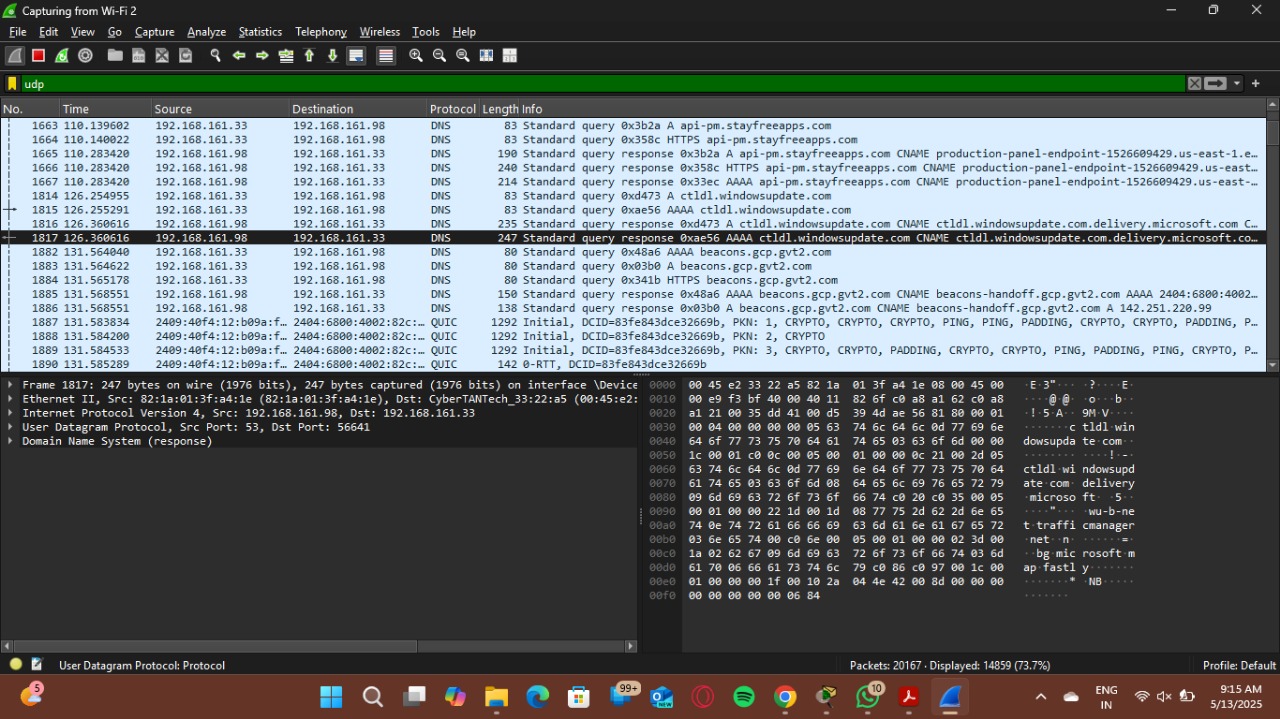 Capturing from Wi-Fi 2
File Edit View Go Capture Analyze Statistics Telephony Wireless Tools Help
udp
No. Time Source Destination Protocol Length Info
1663 110.139602 192.168.161.33 192.168.161.98 DNS 83 Standard query 0x3b2a A api-pm.stayfreeapps.com
1664 110.140022 192.168.161.33 192.168.161.98 DNS 83 Standard query 0x358c HTTPS api-pm.stayfreeapps.com
1665 110.283420 192.168.161.98 192.168.161.33 DNS 190 Standard query response 0x3b2a A api-pm.stayfreeapps.com CNAME production-panel-endpoint-1526609429.us-east-1.e…
1666 110.283420 192.168.161.98 192.168.161.33 DNS 240 Standard query response 0x358c HTTPS api-pm.stayfreeapps.com CNAME production-panel-endpoint-1526609429.us-east…
1667 110.283420 192.168.161.98 192.168.161.33 DNS 214 Standard query response 0x33ec AAAA api-pm.stayfreeapps.com CNAME production-panel-endpoint-1526609429.us-east-…
1814 126.254955 192.168.161.33 192.168.161.98 DNS 83 Standard query 0xd473 A ctldl.windowsupdate.com
1815 126.255291 192.168.161.33 192.168.161.98 DNS 83 Standard query 0xae56 AAAA ctldl.windowsupdate.com
1816 126.360616 192.168.161.98 192.168.161.33 DNS 235 Standard query response 0xd473 A ctldl.windowsupdate.com CNAME ctldl.windowsupdate.com.delivery.microsoft.com C…
1817 126.360616 192.168.161.98 192.168.161.33 DNS 247 Standard query response 0xae56 AAAA ctldl.windowsupdate.com CNAME ctldl.windowsupdate.com.delivery.microsoft.co…
1882 131.564040 192.168.161.33 192.168.161.98 DNS 80 Standard query 0x48a6 AAAA beacons.gcp.gvt2.com
1883 131.564622 192.168.161.33 192.168.161.98 DNS 80 Standard query 0x03b0 A beacons.gcp.gvt2.com
1884 131.565178 192.168.161.33 192.168.161.98 DNS 80 Standard query 0x341b HTTPS beacons.gcp.gvt2.com
1885 131.568551 192.168.161.98 192.168.161.33 DNS 150 Standard query response 0x48a6 AAAA beacons.gcp.gvt2.com CNAME beacons-handoff.gcp.gvt2.com AAAA 2404:6800:4002…
1886 131.568551 192.168.161.98 192.168.161.33 DNS 138 Standard query response 0x03b0 A beacons.gcp.gvt2.com CNAME beacons-handoff.gcp.gvt2.com A 142.251.220.99
1887 131.583834 2409:40f4:12:b09a:f… 2404:6800:4002:82c:… QUIC 1292 Initial, DCID=83fe843dce32669b, PKN: 1, CRYPTO, CRYPTO, CRYPTO, PING, PING, PADDING, CRYPTO, CRYPTO, CRYPTO, PADDING, P…
1888 131.584200 2409:40f4:12:b09a:f… 2404:6800:4002:82c:… QUIC 1292 Initial, DCID=83fe843dce32669b, PKN: 2, CRYPTO
1889 131.584533 2409:40f4:12:b09a:f… 2404:6800:4002:82c:… QUIC 1292 Initial, DCID=83fe843dce32669b, PKN: 3, CRYPTO, CRYPTO, PADDING, CRYPTO, CRYPTO, PING, PADDING, PING, CRYPTO, PING, P…
1890 131.585289 2409:40f4:12:b09a:f… 2404:6800:4002:82c:… QUIC 142 0-RTT, DCID=83fe843dce32669b
Frame 1817: 247 bytes on wire (1976 bits), 247 bytes captured (1976 bits) on interface \Device
Ethernet II, Src: 82:1a:01:3f:a4:1e (82:1a:01:3f:a4:1e), Dst: CyberTANTech_33:22:a5 (00:45:e2:
Internet Protocol Version 4, Src: 192.168.161.98, Dst: 192.168.161.33
User Datagram Protocol, Src Port: 53, Dst Port: 56641
Domain Name System (response)
0000 00 45 e2 33 22 a5 82 1a 01 3f a4 1e 08 00 45 00 ·E·3"··· ·?····E·
0010 00 e9 f3 bf 40 00 40 11 82 6f c0 a8 a1 62 c0 a8 ····@·@· ·o···b··
0020 a1 21 00 35 dd 41 00 d5 39 4d ae 56 81 80 00 01 ·!·5·A·· 9M·V····
0030 00 04 00 00 00 00 05 63 74 6c 64 6c 0d 77 69 6e ·······c tldl·win
0040 64 6f 77 73 75 70 64 61 74 65 03 63 6f 6d 00 00 dowsupda te·com··
0050 1c 00 01 c0 0c 00 05 00 01 00 00 0c 21 00 2d 05 ········ ····!·-·
0060 63 74 6c 64 6c 0d 77 69 6e 64 6f 77 73 75 70 64 ctldl·wi ndowsupd
0070 61 74 65 03 63 6f 6d 08 64 65 6c 69 76 65 72 79 ate·com· delivery
0080 09 6d 69 63 72 6f 73 6f 66 74 c0 20 c0 35 00 05 ·microso ft· ·5··
0090 00 01 00 00 22 1d 00 1d 08 77 75 2d 62 2d 6e 65 ····"··· ·wu-b-ne
00a0 74 0e 74 72 61 66 66 69 63 6d 61 6e 61 67 65 72 t·traffi cmanager
00b0 03 6e 65 74 00 c0 6e 00 05 00 01 00 00 02 3d 00 ·net··n· ······=·
00c0 1a 02 62 67 09 6d 69 63 72 6f 73 6f 66 74 03 6d ··bg·mic rosoft·m
00d0 61 70 06 66 61 73 74 6c 79 c0 86 c0 97 00 1c 00 ap·fastl y·······
00e0 01 00 00 00 1f 00 10 2a 04 4e 42 00 8d 00 00 00 ·······* ·NB·····
00f0 00 00 00 00 00 06 84 ·······
User Datagram Protocol: Protocol
Packets: 20167 · Displayed: 14859 (73.7%)
Profile: Default
5
99+
NEW
10
ENG
IN
9:15 AM
5/13/2025